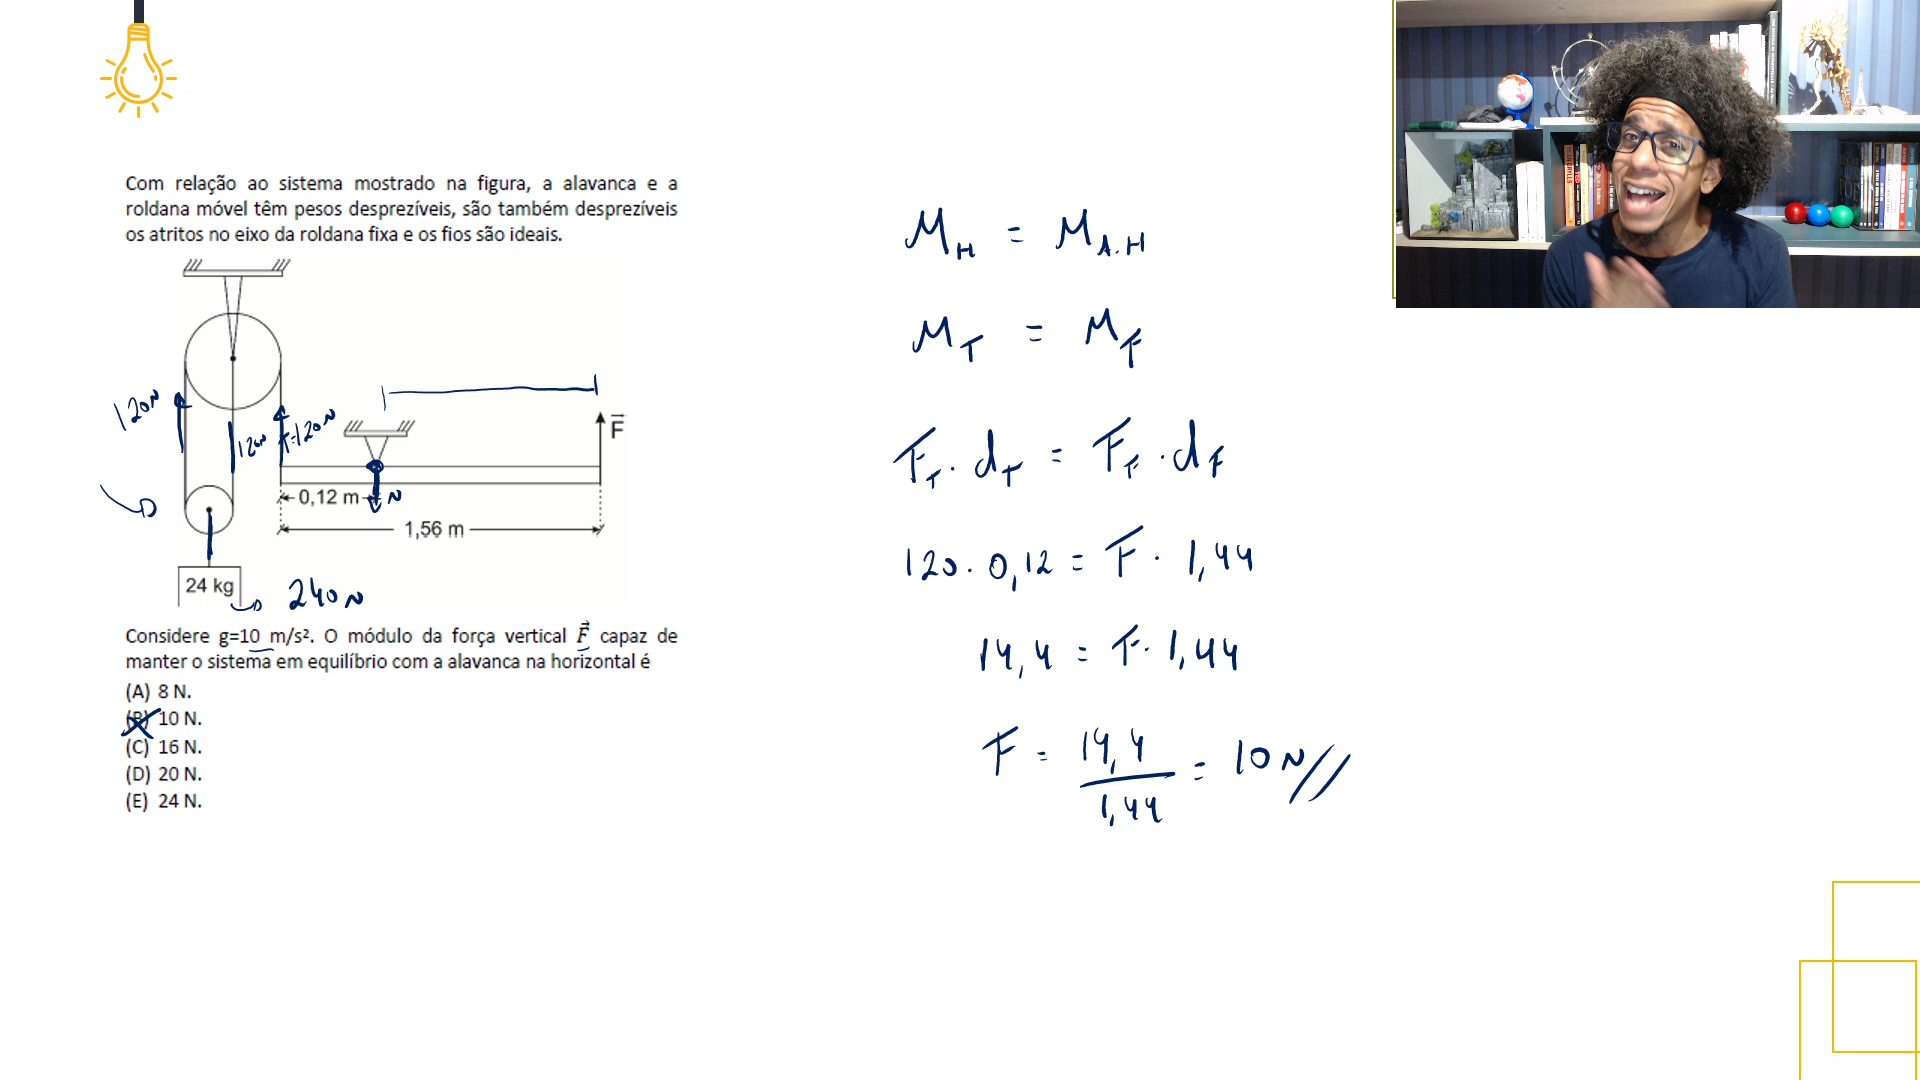 Com relação ao sistema mostrado na figura, a alavanca e a
roldana móvel têm pesos desprezíveis, são também desprezíveis
os atritos no eixo da roldana fixa e os fios são ideais.
120N
120N
T=120N
F
0,12 m
N
1,56 m
24 kg
240N
Considere g=10 m/s². O módulo da força vertical F capaz de
manter o sistema em equilíbrio com a alavanca na horizontal é
(A) 8 N.
(B) 10 N.
(C) 16 N.
(D) 20 N.
(E) 24 N.
M_H = M_A.H
M_T = M_F
F_T . d_T = F_F . d_F
120. 0,12 = F . 1,44
14,4 = F. 1,44
F = 14,4 / 1,44 = 10 N //